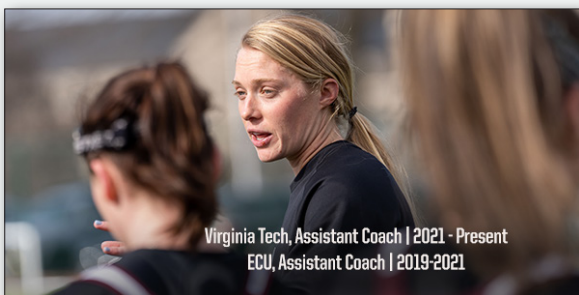 Virginia Tech, Assistant Coach | 2021 - Present
ECU, Assistant Coach | 2019-2021